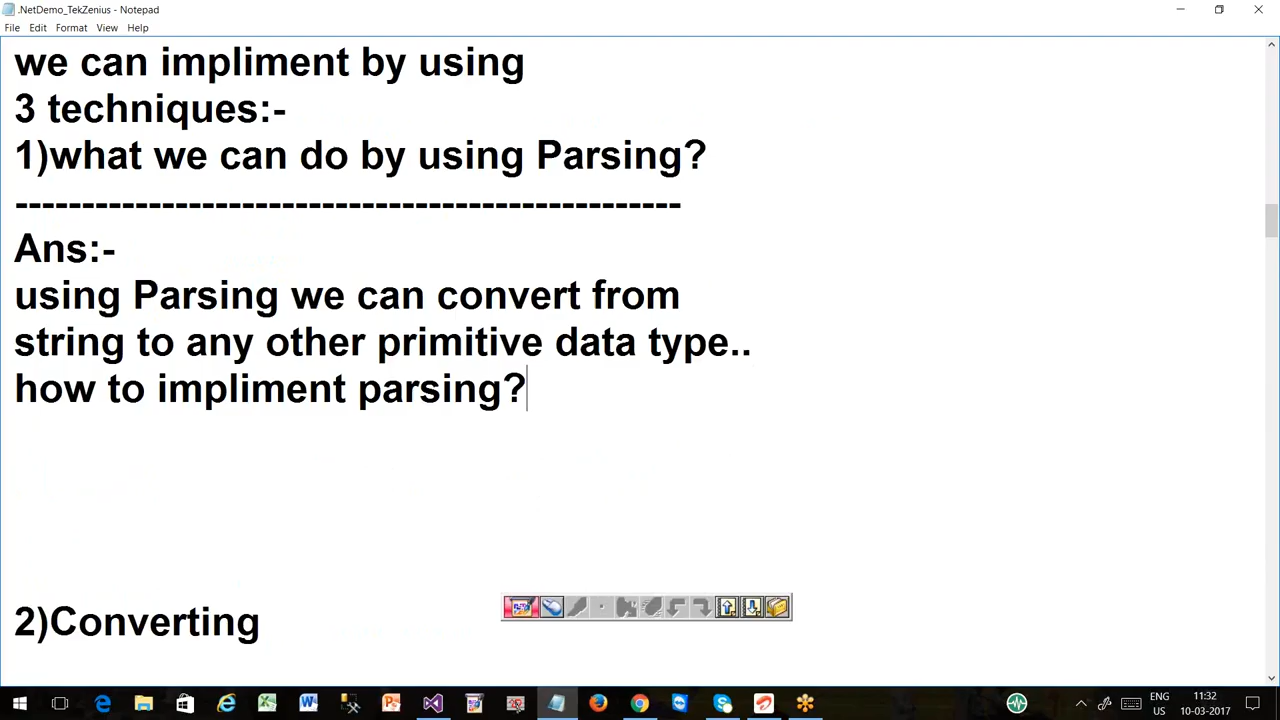 .NetDemo_TekZenius - Notepad
File Edit Format View Help
we can impliment by using
3 techniques:-
1)what we can do by using Parsing?
--------------------------------------------------
Ans:-
using Parsing we can convert from
string to any other primitive data type..
how to impliment parsing?
2)Converting
ENG 11:32
US 10-03-2017